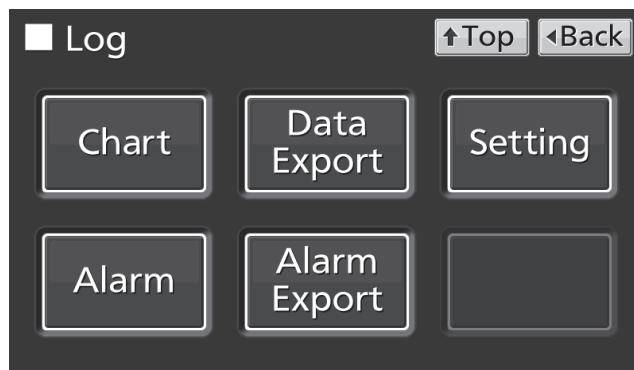 Log
↑Top
◂Back
Chart
Data
Export
Setting
Alarm
Alarm
Export